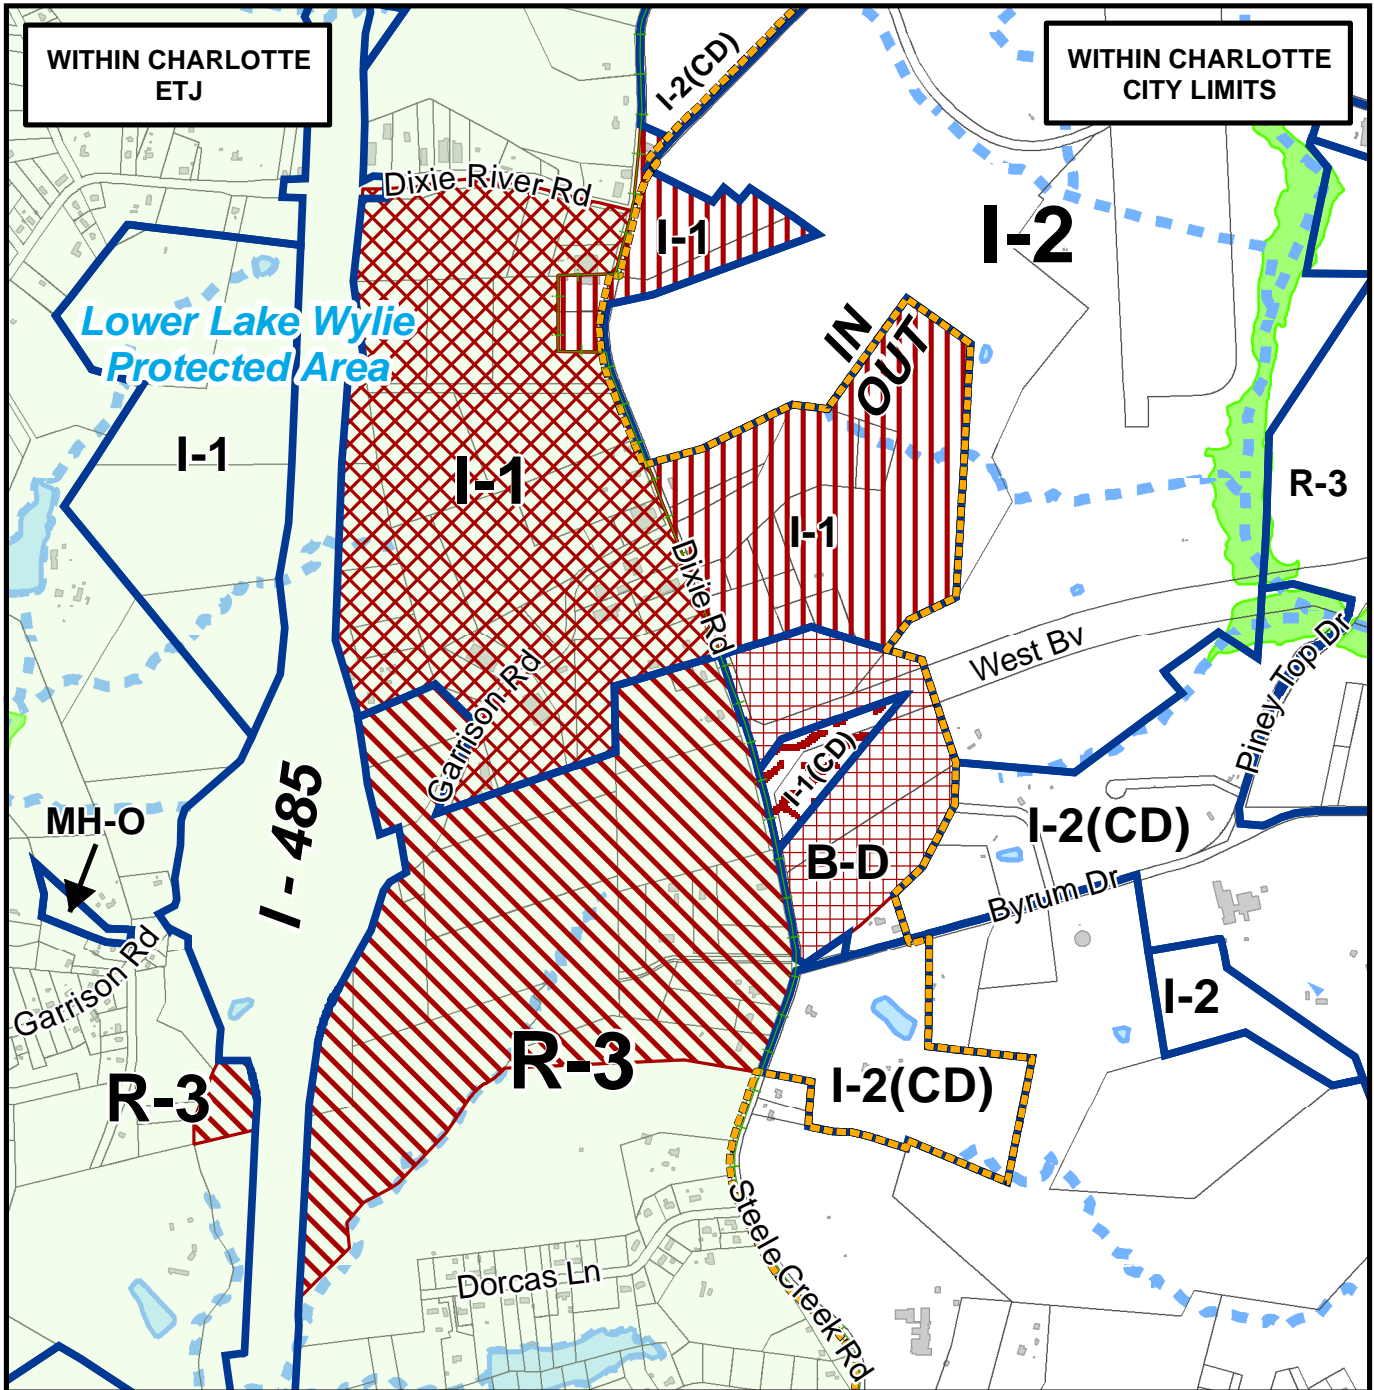 WITHIN CHARLOTTE
ETJ
I-2(CD)
WITHIN CHARLOTTE
CITY LIMITS
Dixie River Rd
I-1
I-2
Lower Lake Wylie
Protected Area
IN
OUT
I-1
I-1
I-1
R-3
Dixie Rd
West Bv
Piney Top Dr
Garrison Rd
I-1(CD)
I - 485
MH-O
I-2(CD)
B-D
Byrum Dr
Garrison Rd
I-2
R-3
R-3
I-2(CD)
Steele Creek Rd
Dorcas Ln